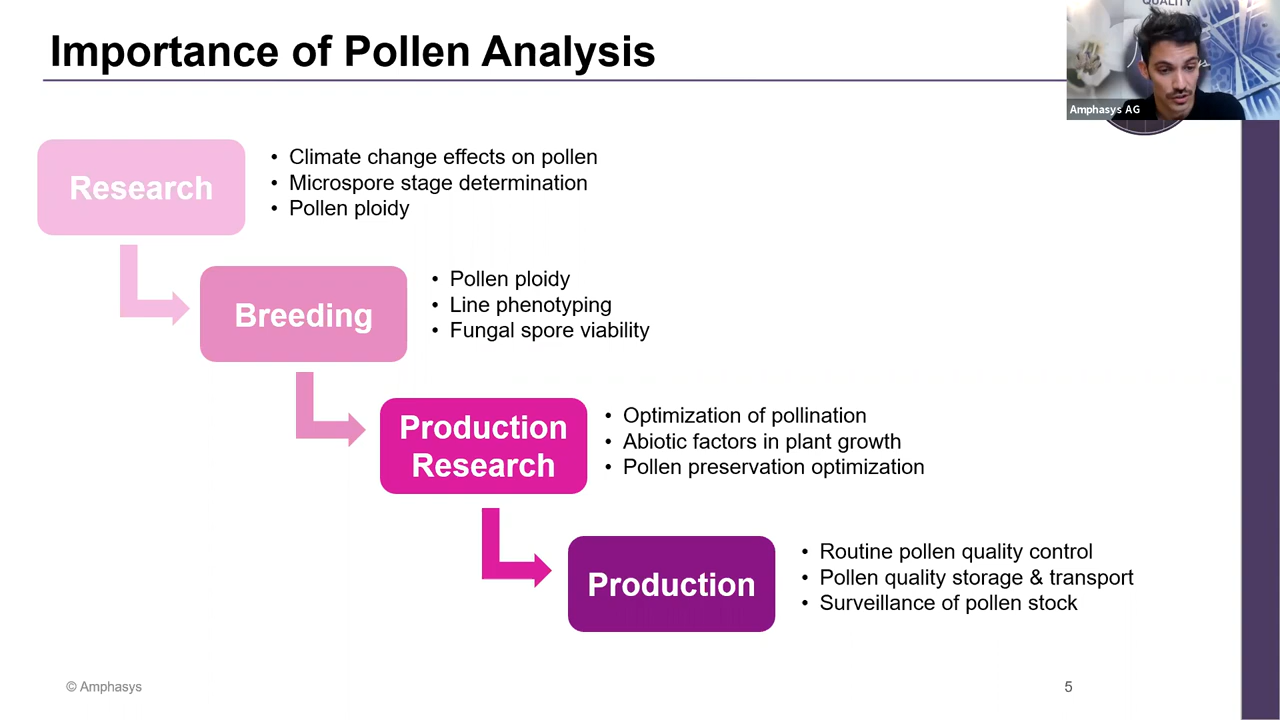 Importance of Pollen Analysis
QUALITY
Amphasys AG
Research
• Climate change effects on pollen
• Microspore stage determination
• Pollen ploidy
Breeding
• Pollen ploidy
• Line phenotyping
• Fungal spore viability
Production
Research
• Optimization of pollination
• Abiotic factors in plant growth
• Pollen preservation optimization
Production
• Routine pollen quality control
• Pollen quality storage & transport
• Surveillance of pollen stock
© Amphasys
5